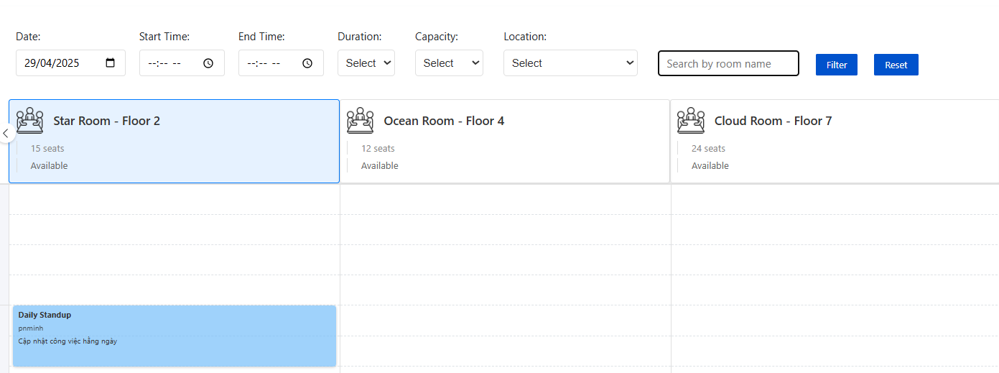 Date: Start Time: End Time: Duration: Capacity: Location:
29/04/2025 --:-- -- --:-- -- Select Select Select Search by room name Filter Reset
Star Room - Floor 2
15 seats
Available
Ocean Room - Floor 4
12 seats
Available
Cloud Room - Floor 7
24 seats
Available
Daily Standup
pnminh
Cập nhật công việc hằng ngày